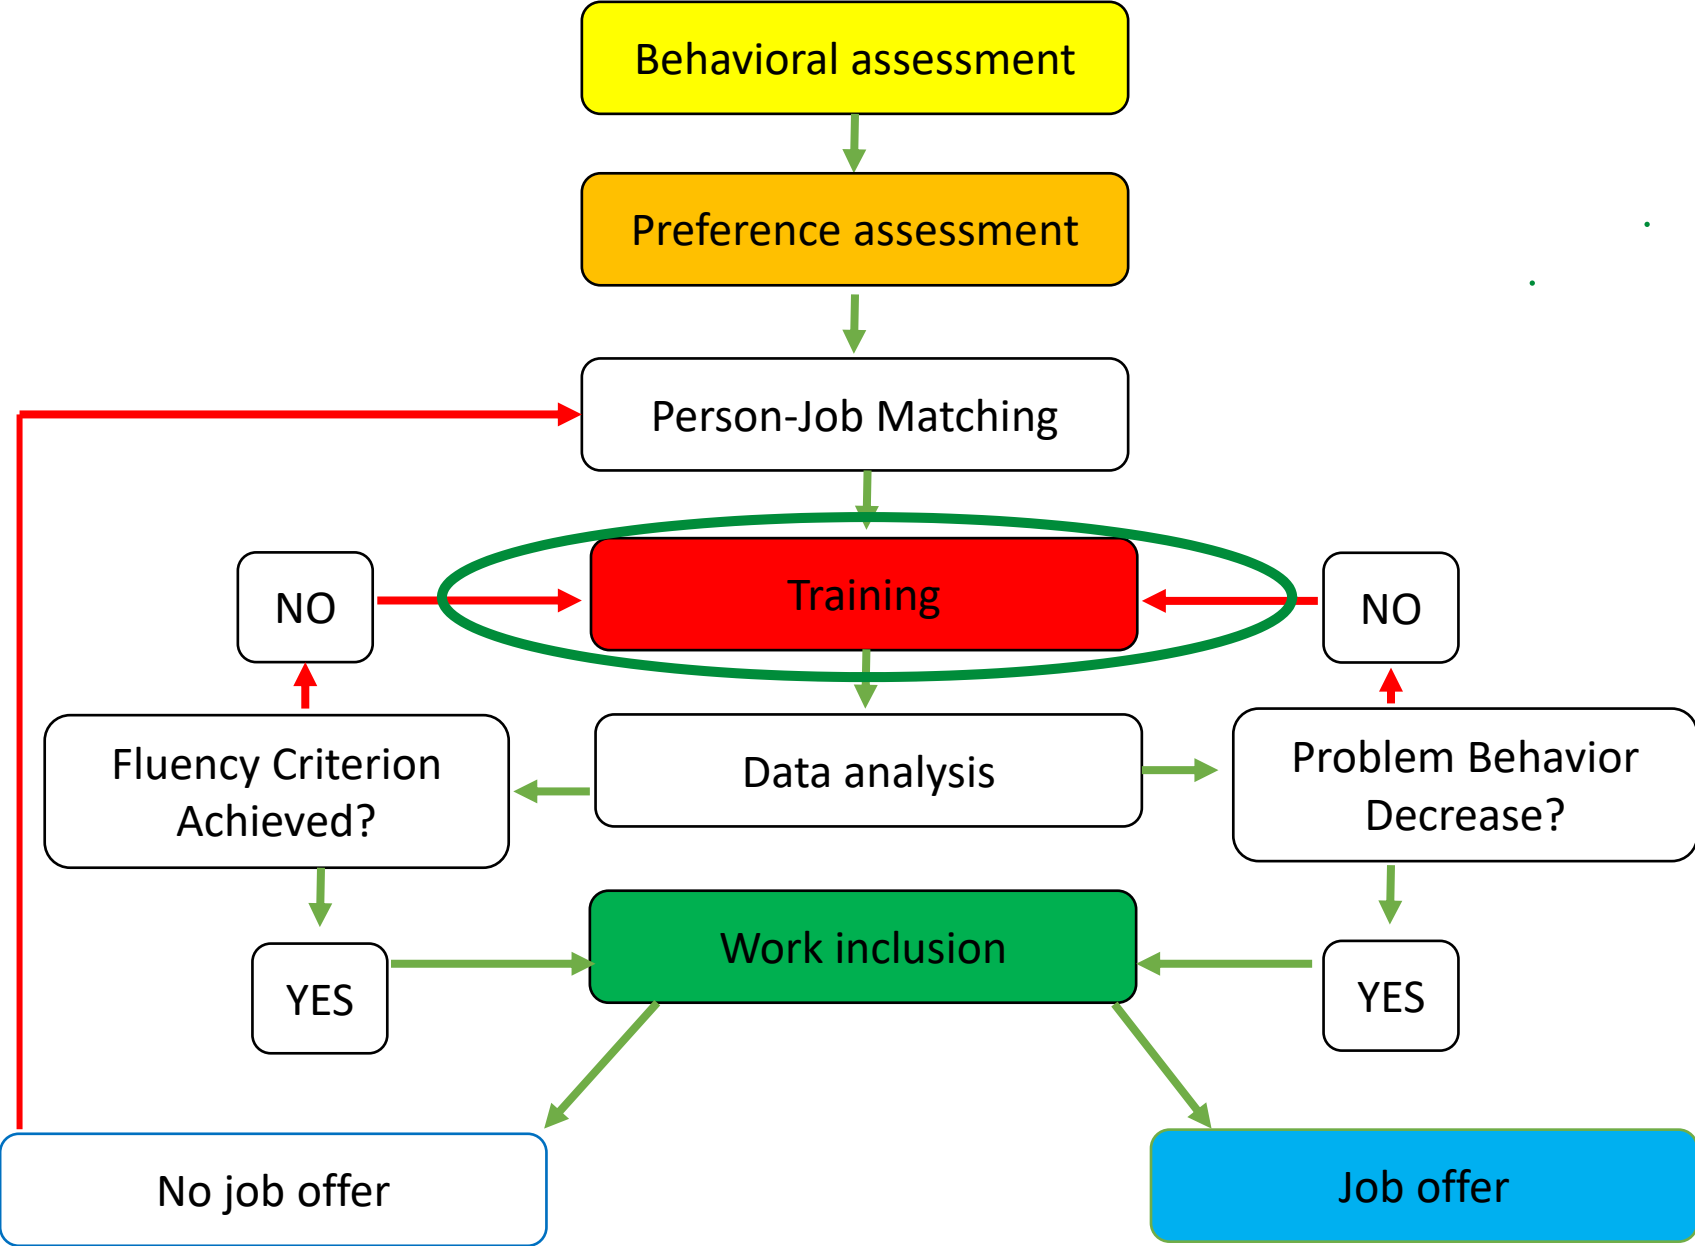 Behavioral assessment
Preference assessment
Person-Job Matching
NO
Training
NO
Fluency Criterion
Achieved?
Data analysis
Problem Behavior
Decrease?
YES
Work inclusion
YES
No job offer
Job offer